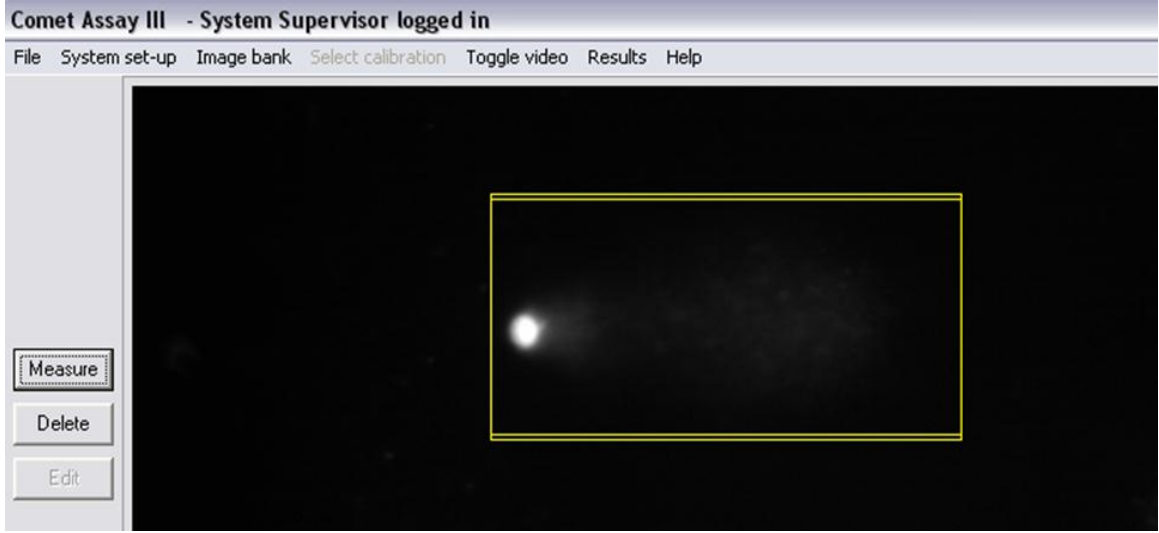 Comet Assay III - System Supervisor logged in
File System set-up Image bank Select calibration Toggle video Results Help
Measure
Delete
Edit